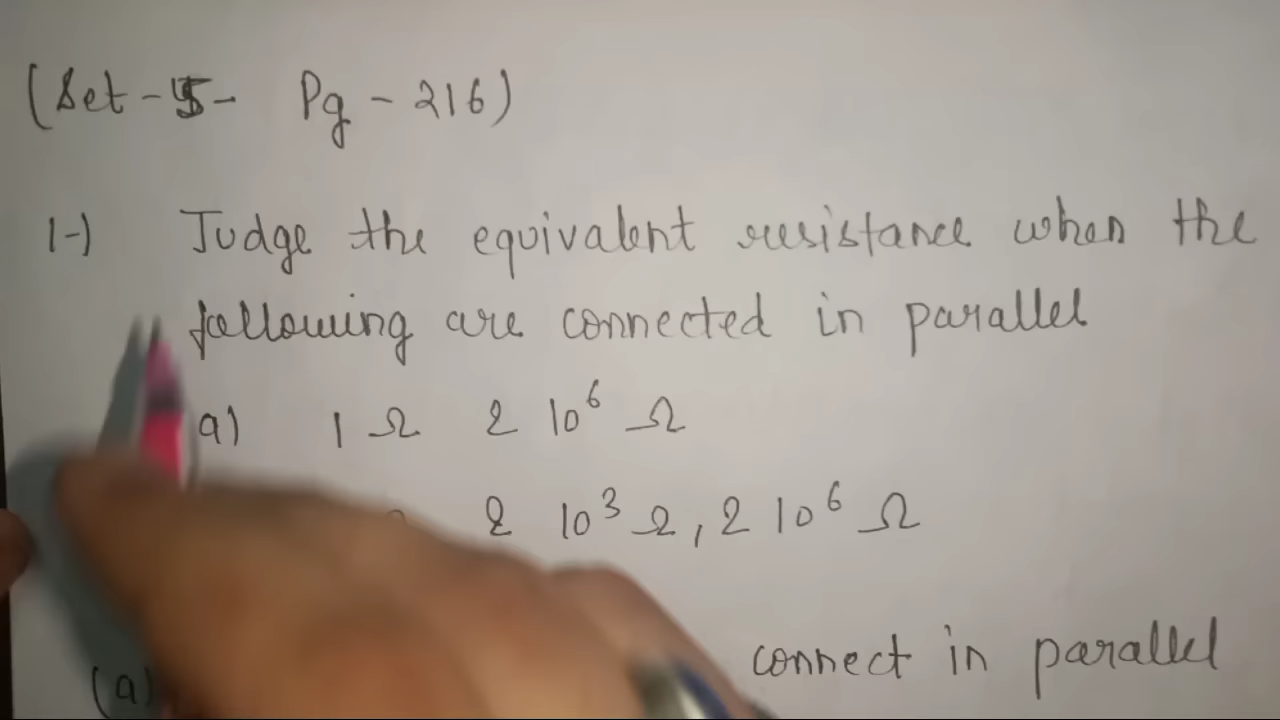 (Set-5- Pg-216)
1-) Judge the equivalent resistance when the
following are connected in parallel
a) 1 Ω & 10⁶ Ω
& 10³ Ω, & 10⁶ Ω
(a) connect in parallel